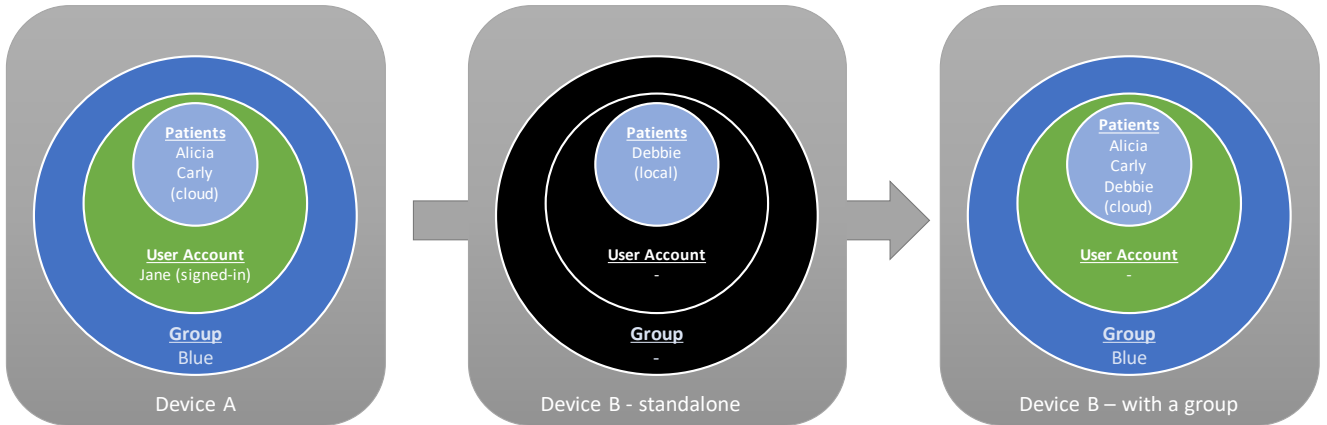 Patients
Alicia
Carly
(cloud)
User Account
Jane (signed-in)
Group
Blue
Device A
Patients
Debbie
(local)
User Account
-
Group
-
Device B - standalone
Patients
Alicia
Carly
Debbie
(cloud)
User Account
-
Group
Blue
Device B – with a group